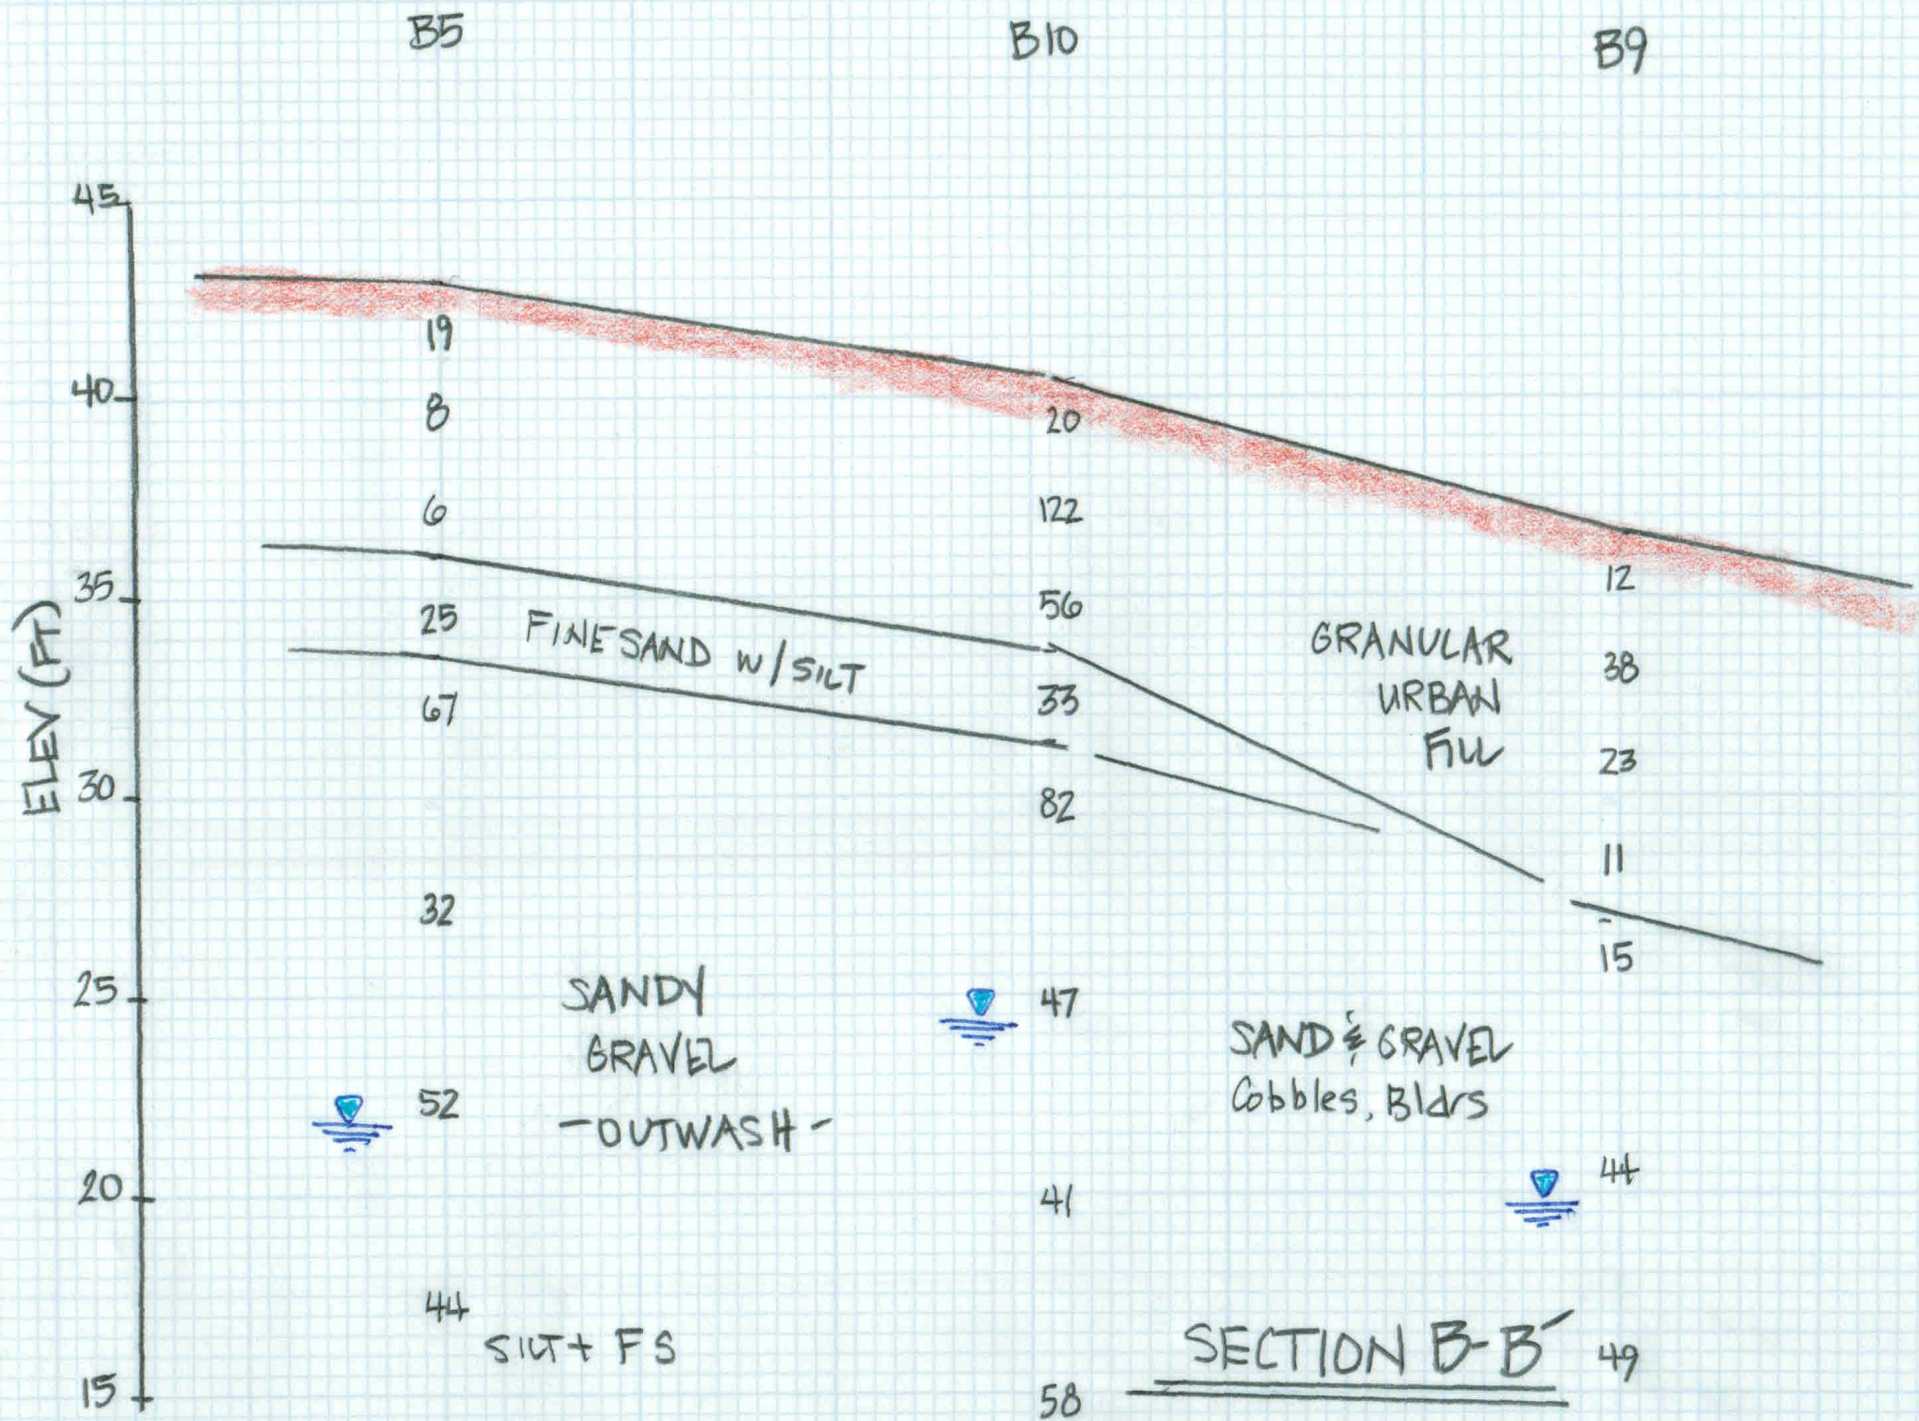 B5
B10
B9
45
40
35
30
25
20
15
ELEV (FT)
19
8
6
25
67
32
52
44
20
122
56
33
82
47
41
58
12
38
23
11
15
44
49
FINE SAND w/ SILT
GRANULAR
URBAN
FILL
SANDY
GRAVEL
-OUTWASH-
SAND & GRAVEL
Cobbles, Bldrs
SILT + FS
SECTION B-B´